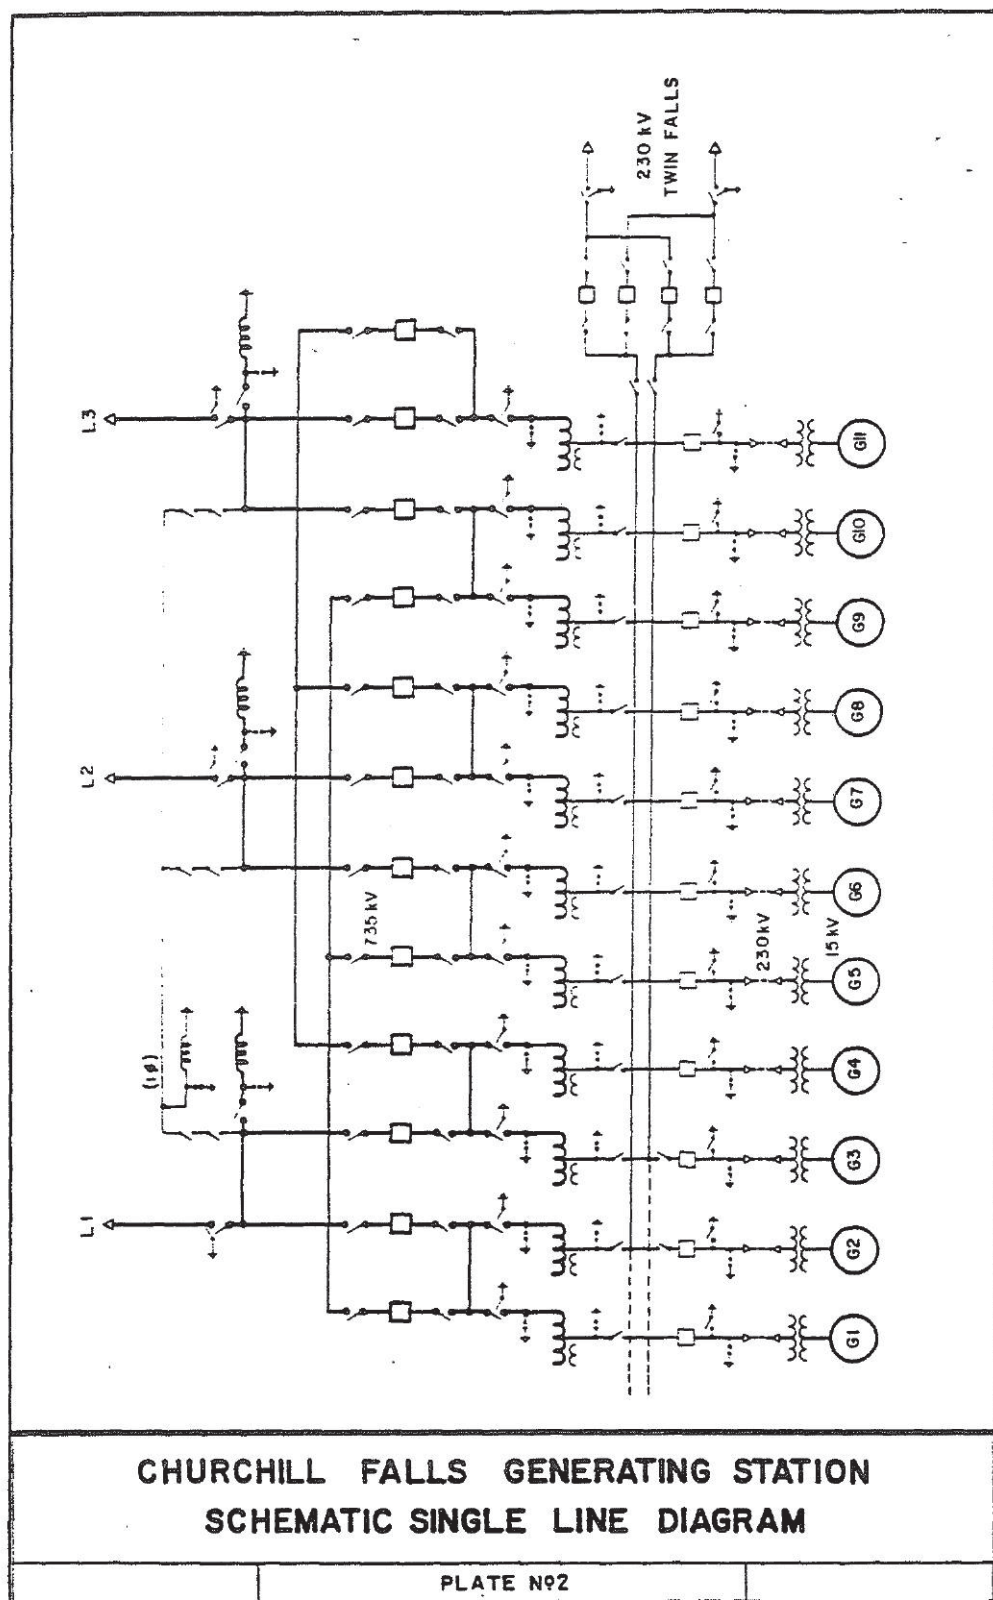 230 kV
TWIN FALLS
L3
L2
L1
(1ø)
735 kV
230 kV
15 kV
G11
G10
G9
G8
G7
G6
G5
G4
G3
G2
G1
CHURCHILL FALLS GENERATING STATION
SCHEMATIC SINGLE LINE DIAGRAM
PLATE Nº2